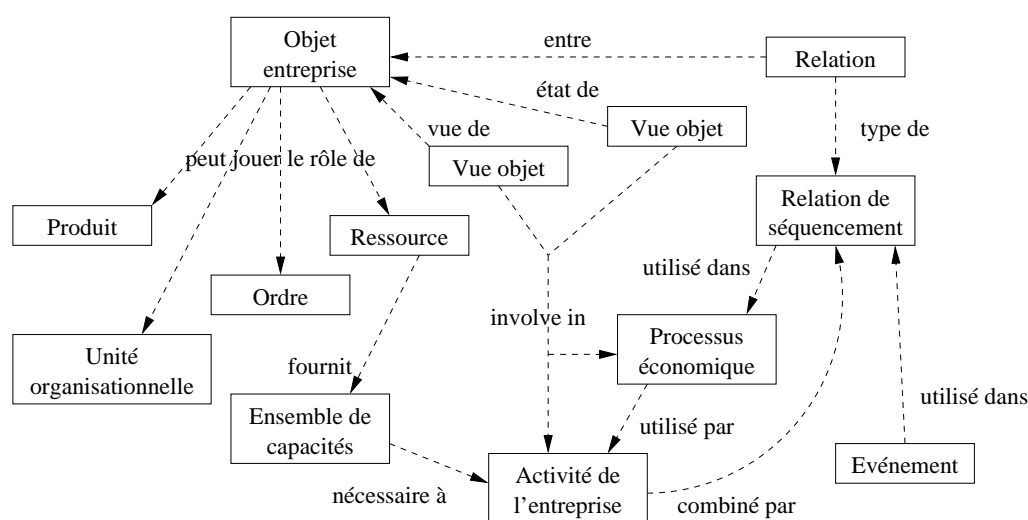 Objet
entreprise
entre
Relation
état de
Vue objet
vue de
Vue objet
type de
peut jouer le rôle de
Produit
Ressource
Relation de
séquencement
Ordre
utilisé dans
involve in
Processus
économique
Unité
organisationnelle
fournit
Ensemble de
capacités
utilisé par
utilisé dans
Evénement
nécessaire à
Activité de
l'entreprise
combiné par